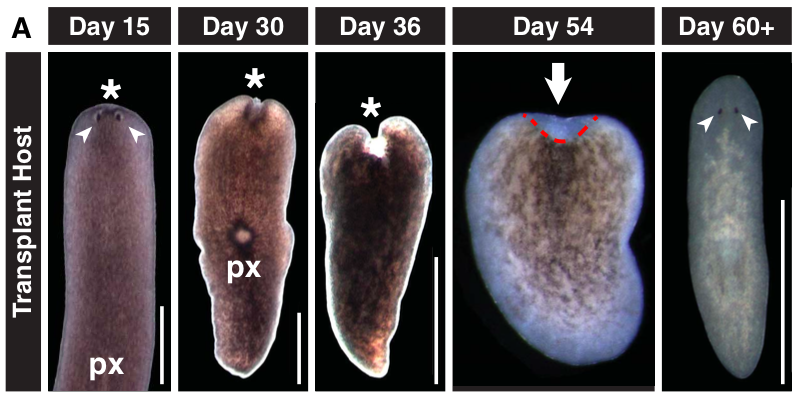 A
Day 15
Day 30
Day 36
Day 54
Day 60+
Transplant Host
*
*
*
px
px